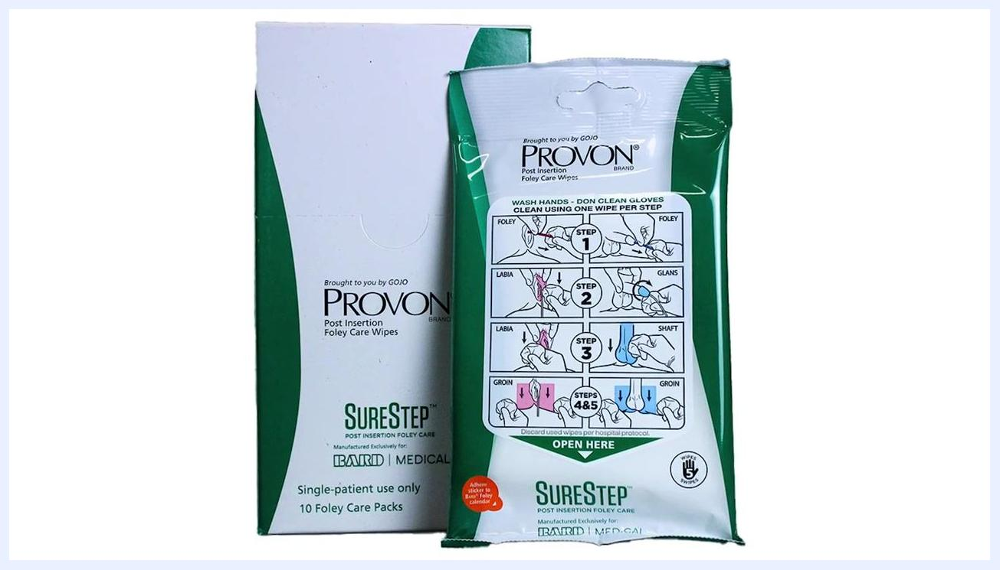 Brought to you by GOJO
PROVON
BRAND
Post Insertion
Foley Care Wipes
SURESTEP™
POST INSERTION FOLEY CARE
Manufactured Exclusively for:
BARD | MEDICAL
Single-patient use only
10 Foley Care Packs
Brought to you by GOJO
PROVON®
BRAND
Post Insertion
Foley Care Wipes
WASH HANDS - DON CLEAN GLOVES
CLEAN USING ONE WIPE PER STEP
FOLEY STEP 1 FOLEY
LABIA STEP 2 GLANS
LABIA STEP 3 SHAFT
GROIN STEPS 4&5 GROIN
Discard used wipes per hospital protocol.
OPEN HERE
WIPES
5
SWIPES
Adhere
sticker to
BARD® Foley
calendar
SURESTEP™
POST INSERTION FOLEY CARE
Manufactured Exclusively for:
BARD | MEDICAL